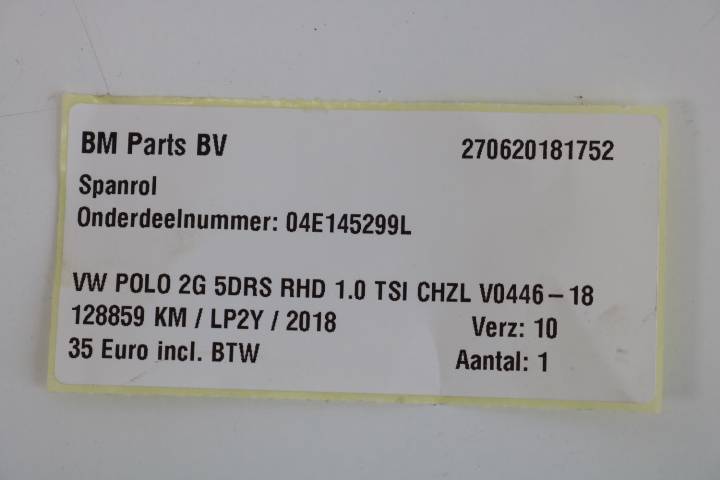 BM Parts BV 270620181752
Spanrol
Onderdeelnummer: 04E145299L
VW POLO 2G 5DRS RHD 1.0 TSI CHZL V0446-18
128859 KM / LP2Y / 2018 Verz: 10
35 Euro incl. BTW Aantal: 1